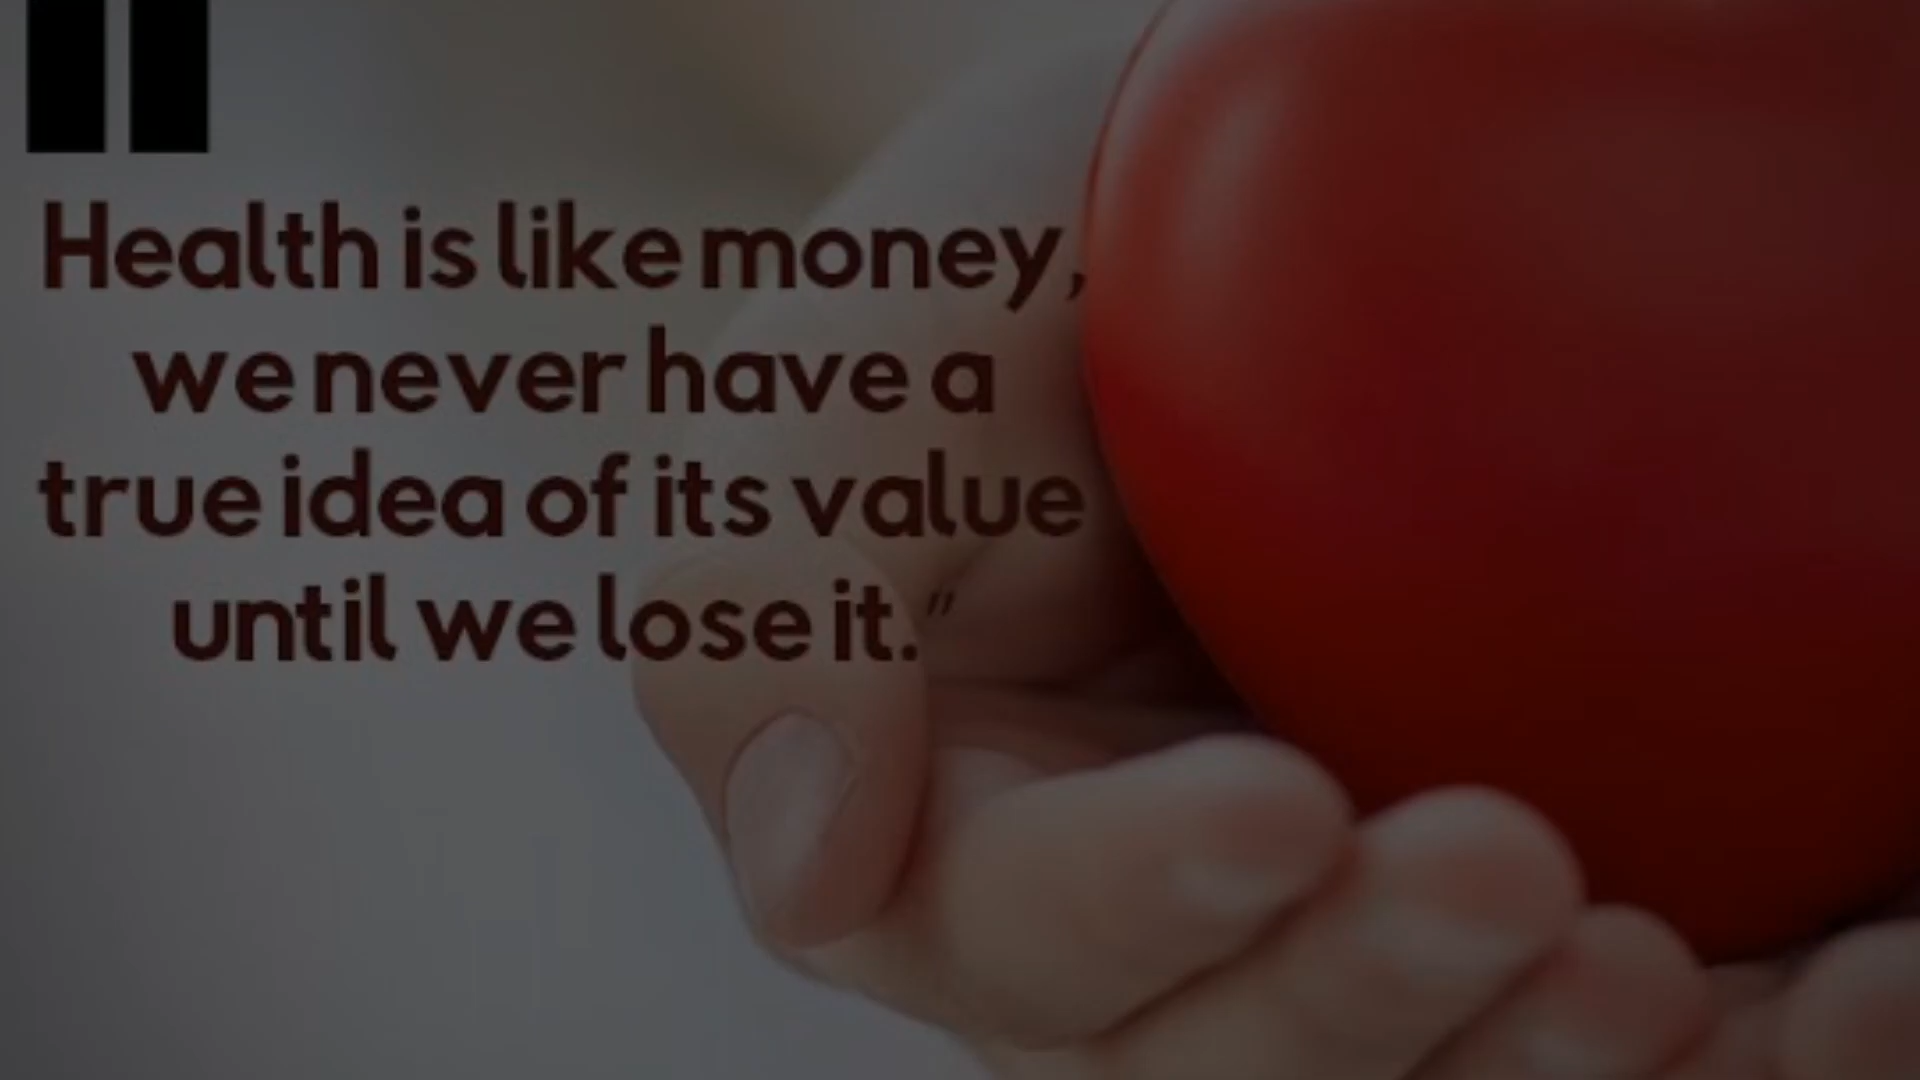 Health is like money,
we never have a
true idea of its value
until we lose it.”